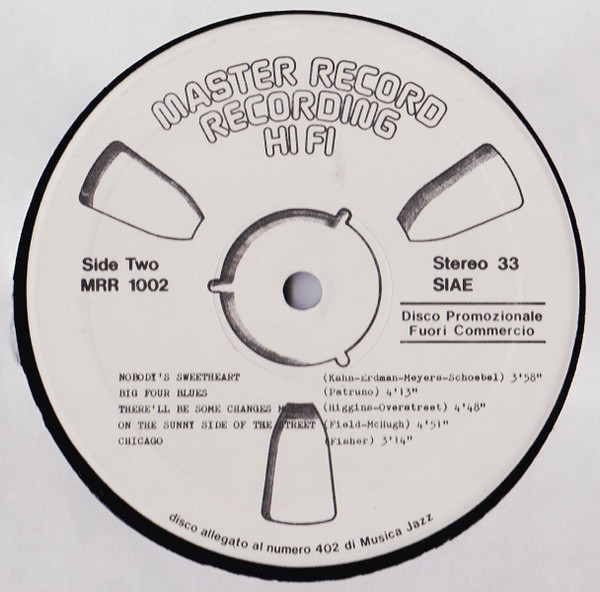 MASTER RECORD
RECORDING
HI FI
Side Two
MRR 1002
Stereo 33
SIAE
Disco Promozionale
Fuori Commercio
NOBODY'S SWEETHEART (Kahn-Erdman-Meyers-Schoebel) 3'58"
BIG FOUR BLUES (Patruno) 4'13"
THERE'LL BE SOME CHANGES (Higgins-Overstreet) 4'48"
ON THE SUNNY SIDE OF THE STREET (Field-McHugh) 4'51"
CHICAGO (Fisher) 3'14"
disco allegato al numero 402 di Musica Jazz